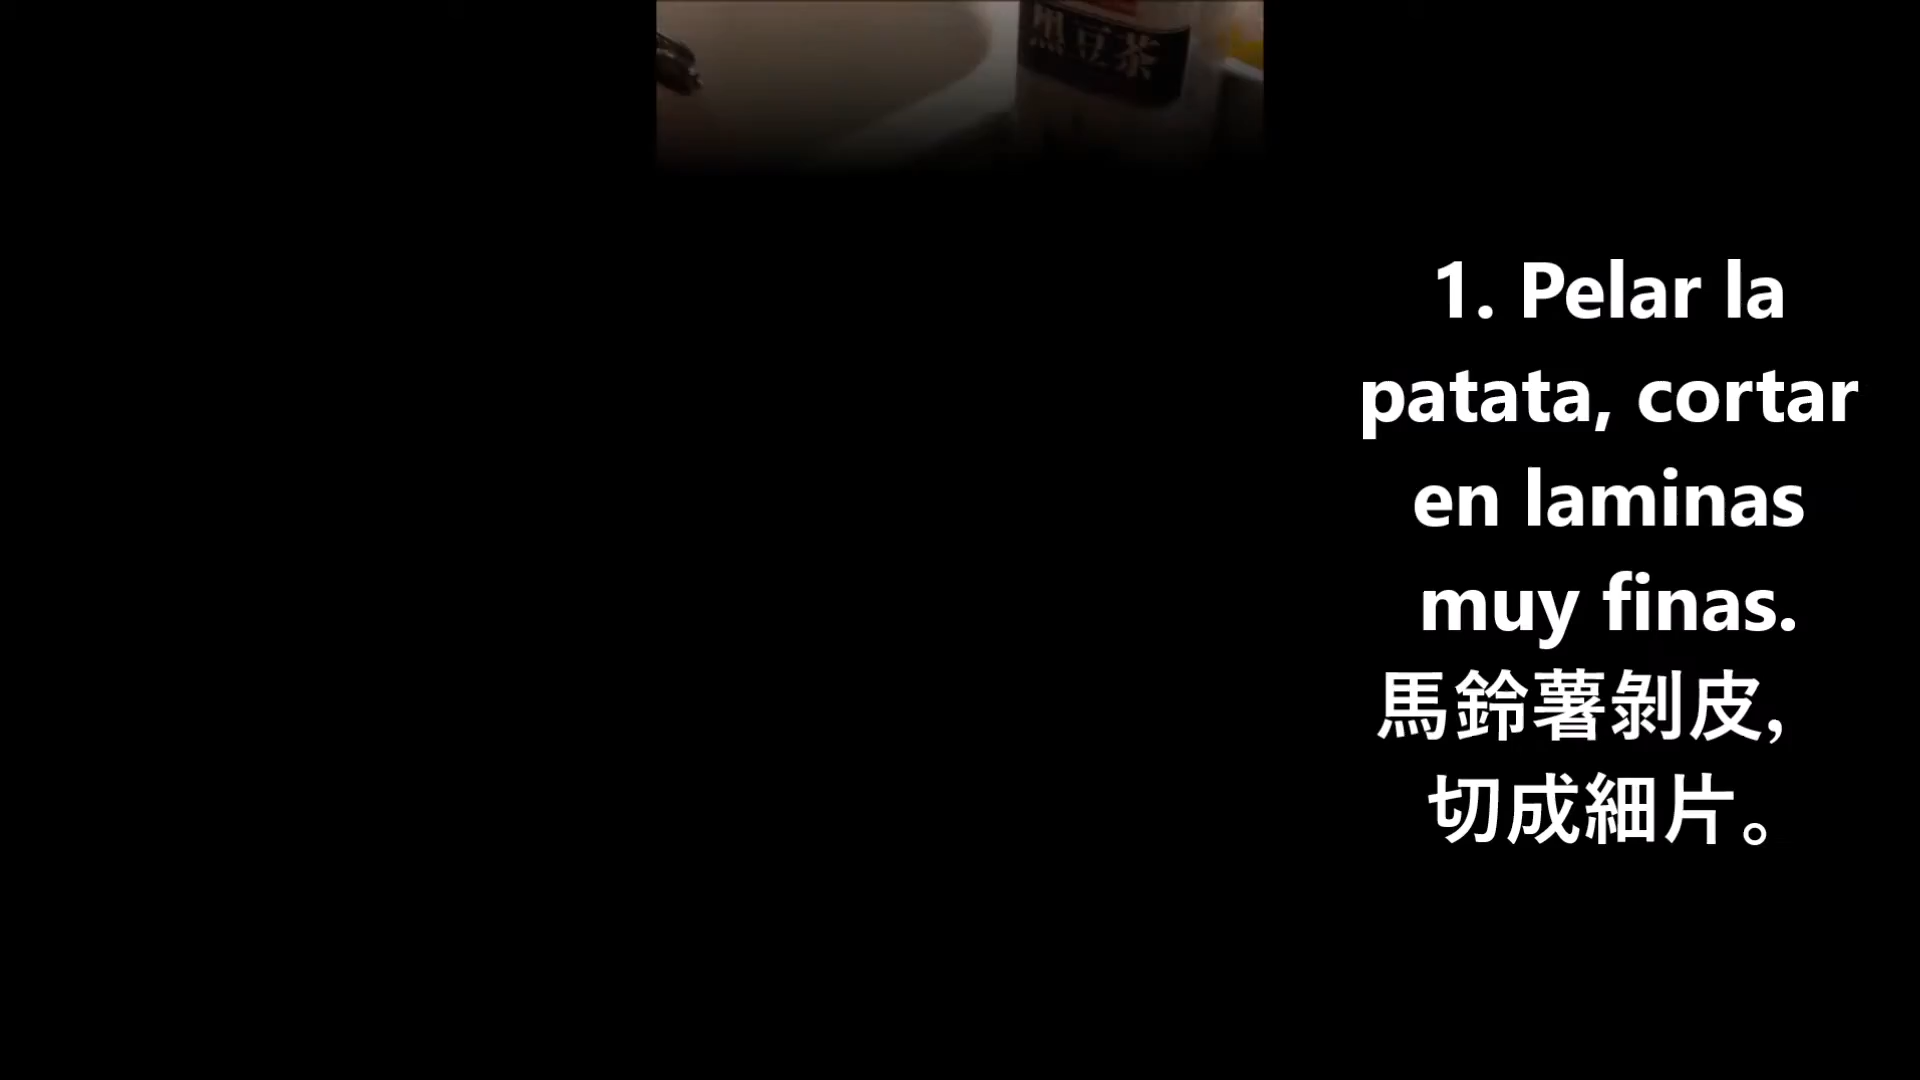 黒豆茶
1. Pelar la
patata, cortar
en laminas
muy finas.
馬鈴薯剝皮,
切成細片。